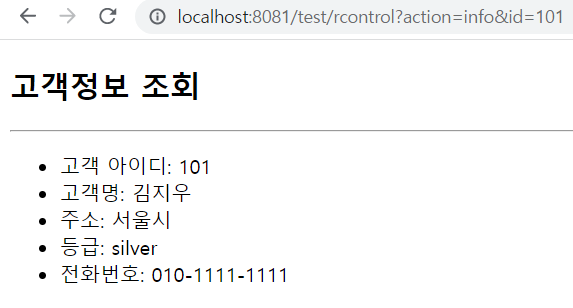 localhost:8081/test/rcontrol?action=info&id=101
고객정보 조회
고객 아이디: 101
고객명: 김지우
주소: 서울시
등급: silver
전화번호: 010-1111-1111